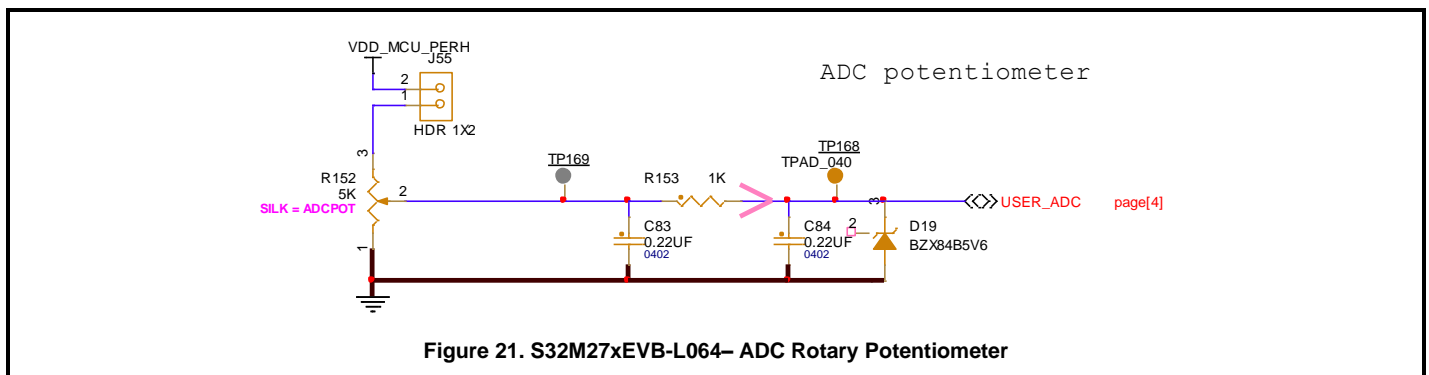 VDD_MCU_PERH
J55
2
1
HDR 1X2
ADC potentiometer
3
R152
5K
SILK = ADCPOT
2
1
TP169
R153 1K
TP168
TPAD_040
C83
0.22UF
0402
C84
0.22UF
0402
3
2
D19
BZX84B5V6
USER_ADC page[4]
Figure 21. S32M27xEVB-L064– ADC Rotary Potentiometer